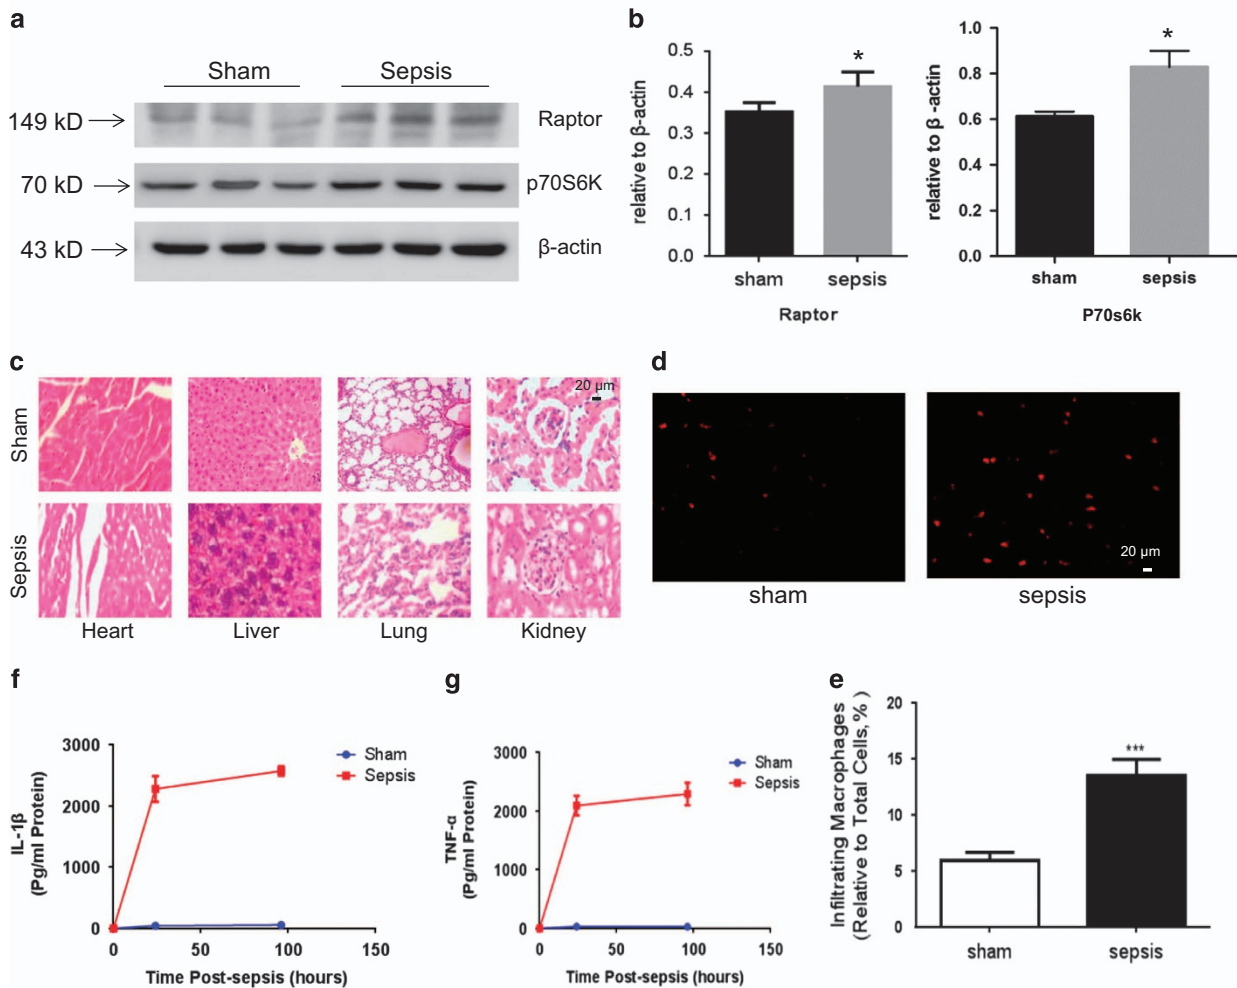 a
Sham
Sepsis
149 kD
Raptor
70 kD
p70S6K
43 kD
β-actin
b
relative to β-actin
0.5
0.4
0.3
0.2
0.1
0.0
*
sham
sepsis
Raptor
relative to β -actin
1.0
0.8
0.6
0.4
0.2
0.0
*
sham
sepsis
P70s6k
c
Sham
Sepsis
20 μm
Heart
Liver
Lung
Kidney
d
20 μm
sham
sepsis
f
IL-1β
(Pg/ml Protein)
3000
2000
1000
0
0
50
100
150
Time Post-sepsis (hours)
Sham
Sepsis
g
TNF-α
(Pg/ml Protein)
3000
2000
1000
0
0
50
100
150
Time Post-sepsis (hours)
Sham
Sepsis
e
Infiltrating Macrophages
(Relative to Total Cells,%)
20
15
10
5
0
***
sham
sepsis